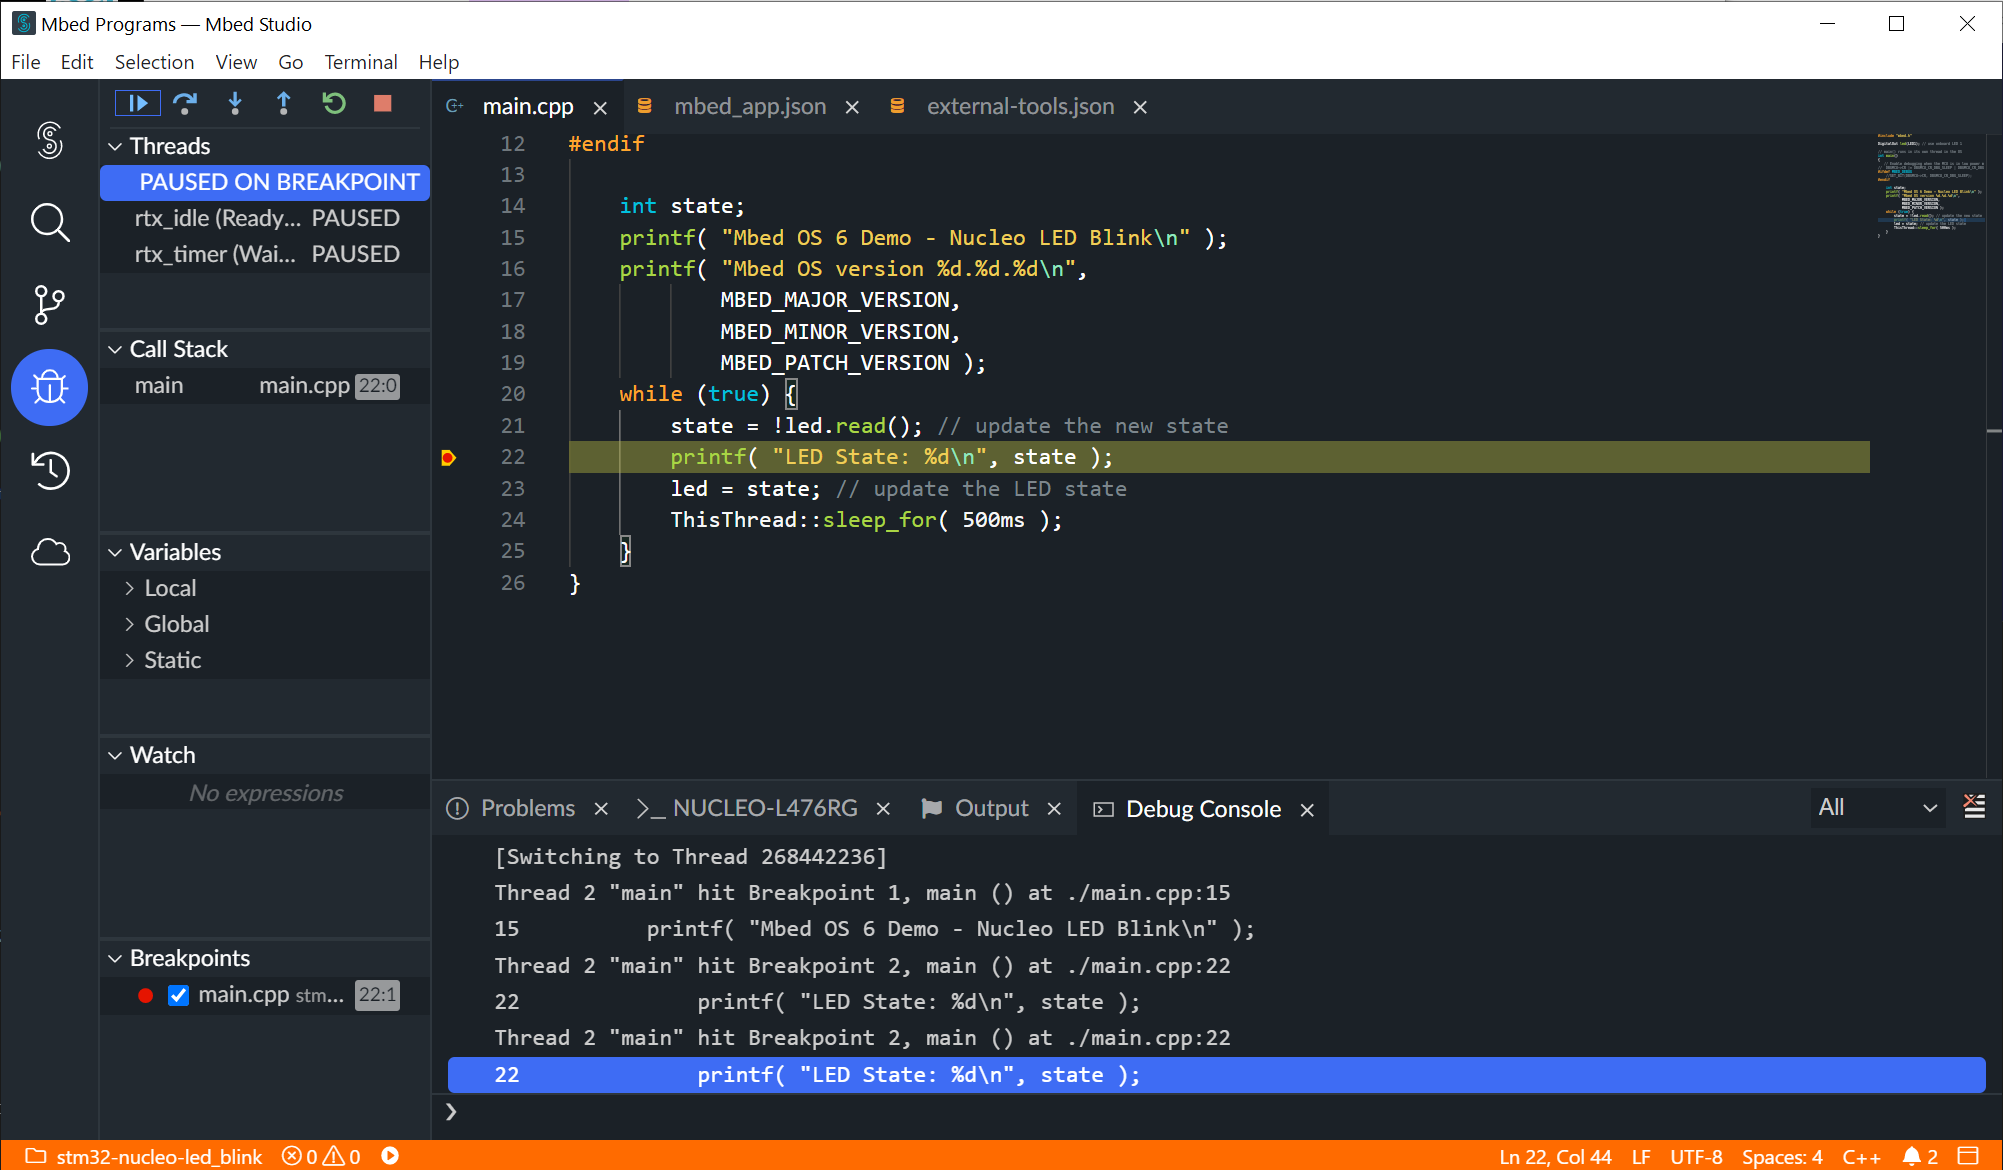 Mbed Programs — Mbed Studio
File Edit Selection View Go Terminal Help
Threads
PAUSED ON BREAKPOINT
rtx_idle (Ready... PAUSED
rtx_timer (Wai... PAUSED
Call Stack
main main.cpp 22:0
Variables
Local
Global
Static
Watch
No expressions
Breakpoints
main.cpp stm... 22:1
main.cpp mbed_app.json external-tools.json
12 #endif
13
14 int state;
15 printf( "Mbed OS 6 Demo - Nucleo LED Blink\n" );
16 printf( "Mbed OS version %d.%d.%d\n",
17 MBED_MAJOR_VERSION,
18 MBED_MINOR_VERSION,
19 MBED_PATCH_VERSION );
20 while (true) {
21 state = !led.read(); // update the new state
22 printf( "LED State: %d\n", state );
23 led = state; // update the LED state
24 ThisThread::sleep_for( 500ms );
25 }
26 }
Problems >_ NUCLEO-L476RG Output Debug Console All
[Switching to Thread 268442236]
Thread 2 "main" hit Breakpoint 1, main () at ./main.cpp:15
15 printf( "Mbed OS 6 Demo - Nucleo LED Blink\n" );
Thread 2 "main" hit Breakpoint 2, main () at ./main.cpp:22
22 printf( "LED State: %d\n", state );
Thread 2 "main" hit Breakpoint 2, main () at ./main.cpp:22
22 printf( "LED State: %d\n", state );
❯
stm32-nucleo-led_blink 0 0 Ln 22, Col 44 LF UTF-8 Spaces: 4 C++ 2